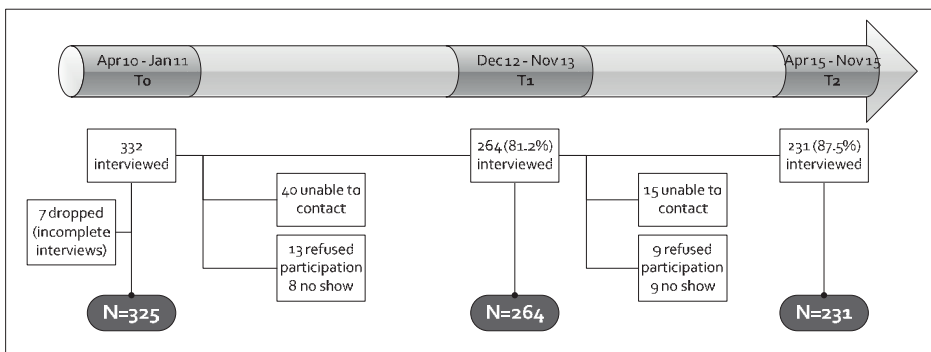 Apr10 - Jan11
T0
Dec12 - Nov13
T1
Apr15 - Nov15
T2
332
interviewed
264 (81.2%)
interviewed
231 (87.5%)
interviewed
7 dropped
(incomplete
interviews)
40 unable to
contact
13 refused
participation
8 no show
15 unable to
contact
9 refused
participation
9 no show
N=325
N=264
N=231